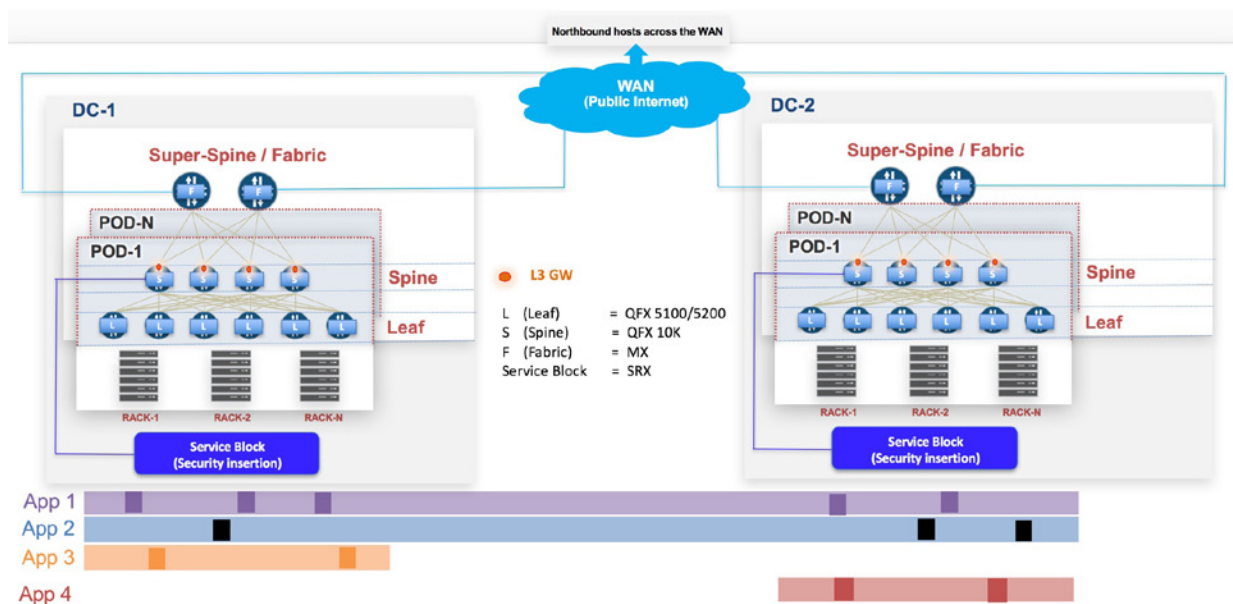 Northbound hosts across the WAN
WAN
(Public Internet)
DC-1
Super-Spine / Fabric
F F
POD-N
POD-1
S S S S
Spine
L L L L L L
Leaf
RACK-1 RACK-2 RACK-N
Service Block
(Security insertion)
L3 GW
L (Leaf) = QFX 5100/5200
S (Spine) = QFX 10K
F (Fabric) = MX
Service Block = SRX
DC-2
Super-Spine / Fabric
F F
POD-N
POD-1
S S S S
Spine
L L L L L L
Leaf
RACK-1 RACK-2 RACK-N
Service Block
(Security insertion)
App 1
App 2
App 3
App 4